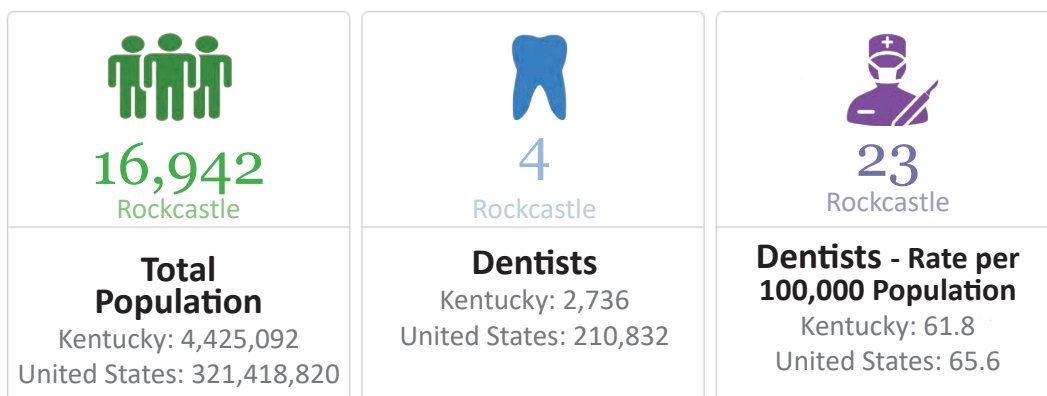 16,942
Rockcastle
Total
Population
Kentucky: 4,425,092
United States: 321,418,820
4
Rockcastle
Dentists
Kentucky: 2,736
United States: 210,832
23
Rockcastle
Dentists - Rate per
100,000 Population
Kentucky: 61.8
United States: 65.6